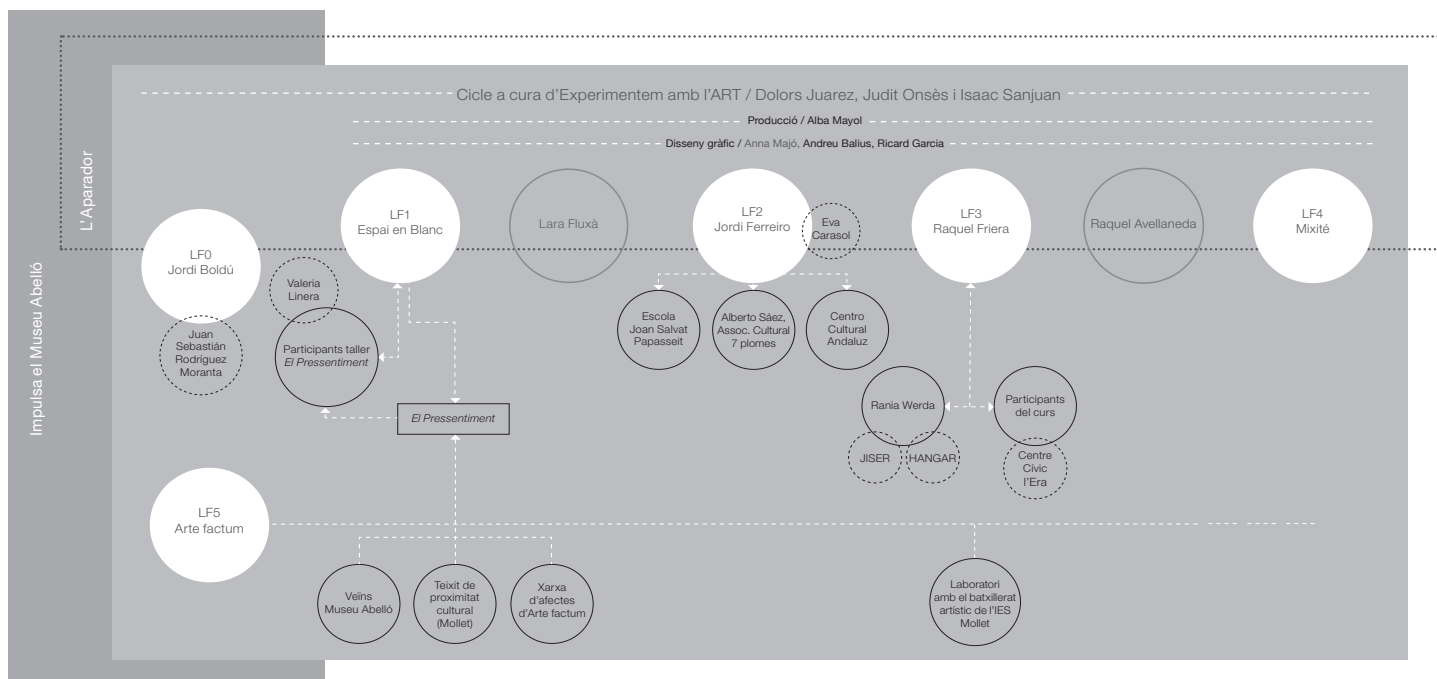 Impulsa el Museu Abelló
L'Aparador
Cicle a cura d'Experimentem amb l'ART / Dolors Juarez, Judit Onsès i Isaac Sanjuan
Producció / Alba Mayol
Disseny gràfic / Anna Majó, Andreu Balius, Ricard Garcia
LF0
Jordi Boldú
Juan
Sebastián
Rodríguez
Moranta
LF1
Espai en Blanc
Valeria
Linera
Participants taller
El Pressentiment
El Pressentiment
Lara Fluxà
LF2
Jordi Ferreiro
Eva
Carasol
Escola
Joan Salvat
Papasseit
Alberto Sáez,
Assoc. Cultural
7 plomes
Centro
Cultural
Andaluz
LF3
Raquel Friera
Rania Werda
JISER
HANGAR
Participants
del curs
Centre
Cívic
l'Era
Raquel Avellaneda
LF4
Mixité
LF5
Arte factum
Veïns
Museu Abelló
Teixit de
proximitat
cultural
(Mollet)
Xarxa
d'afectes
d'Arte factum
Laboratori
amb el batxillerat
artístic de l'IES
Mollet